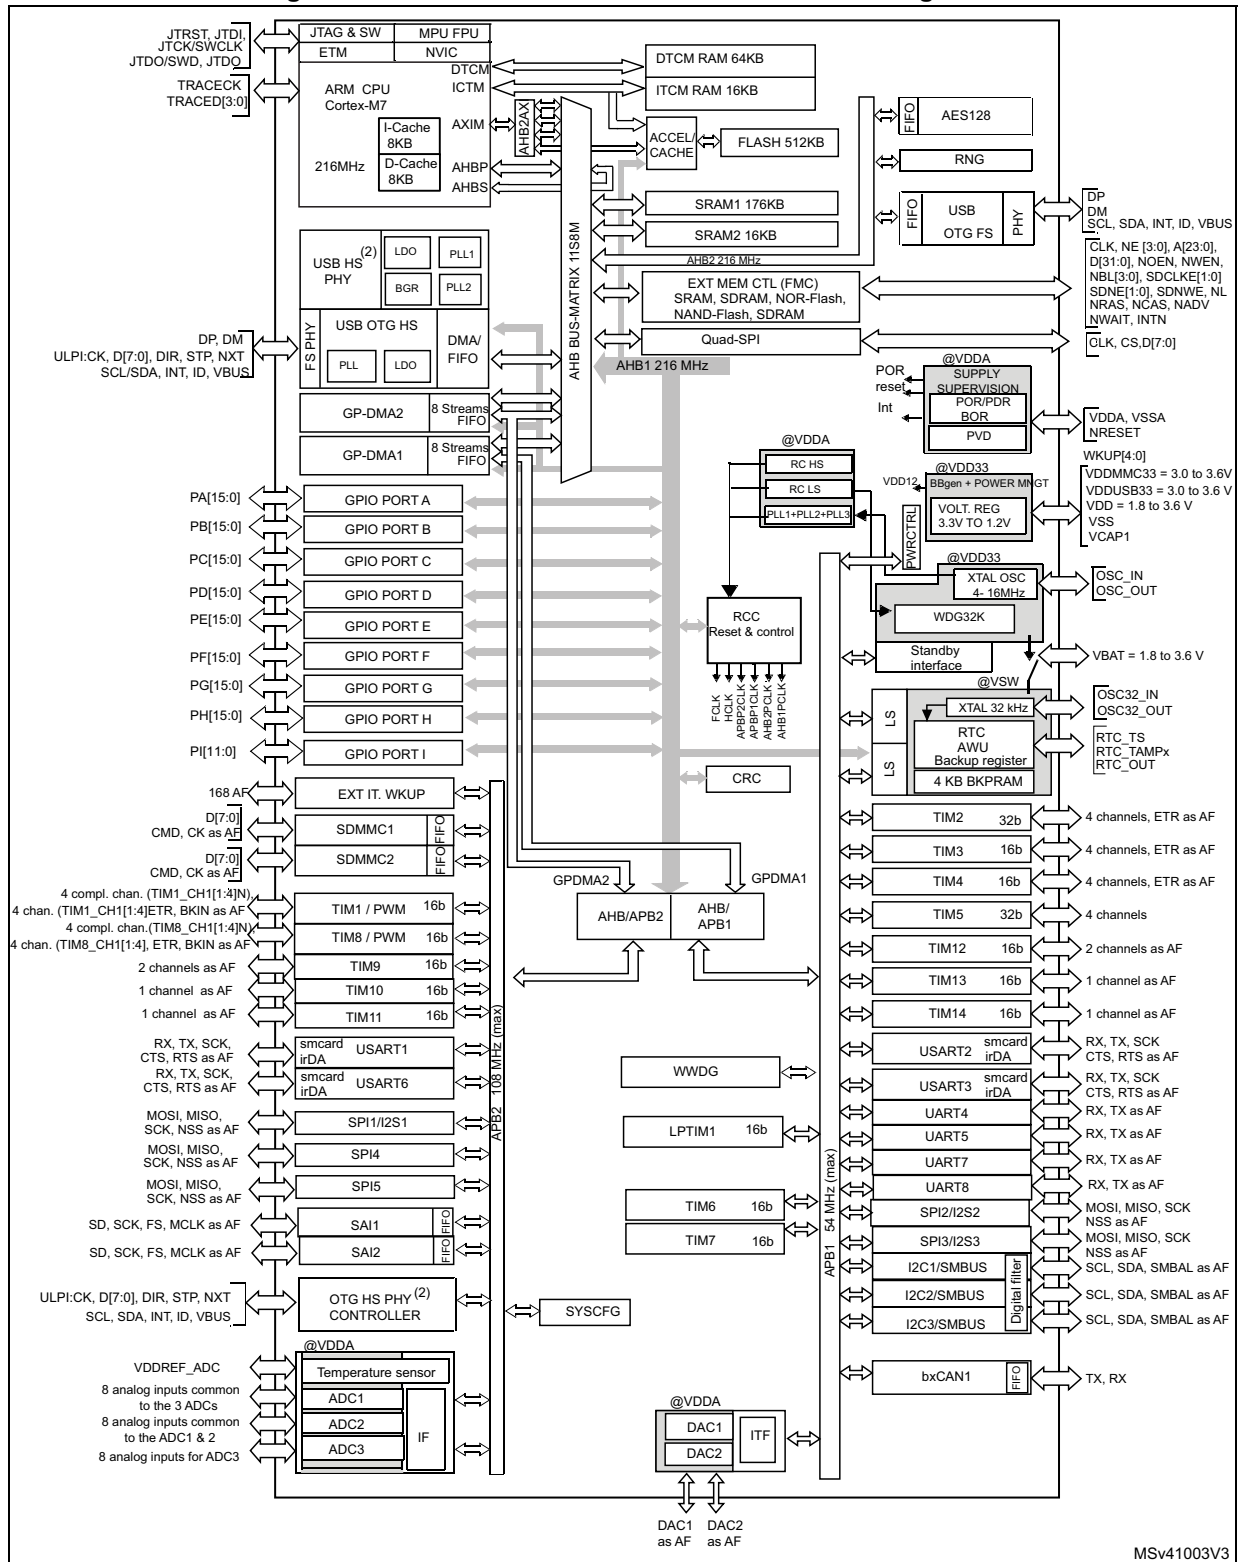 JTRST, JTDI,
JTCK/SWCLK
JTDO/SWD, JTDO
TRACECK
TRACED[3:0]
JTAG & SW
MPU FPU
ETM
NVIC
DTCM
ICTM
ARM CPU
Cortex-M7
AXIM
I-Cache
8KB
D-Cache
8KB
216MHz
AHBP
AHBS
AHB2AX
AHB BUS-MATRIX 11S8M
DTCM RAM 64KB
ITCM RAM 16KB
ACCEL/
CACHE
FLASH 512KB
SRAM1 176KB
SRAM2 16KB
AHB2 216 MHz
EXT MEM CTL (FMC)
SRAM, SDRAM, NOR-Flash,
NAND-Flash, SDRAM
Quad-SPI
AHB1 216 MHz
FIFO
AES128
RNG
FIFO
USB
OTG FS
PHY
DP
DM
SCL, SDA, INT, ID, VBUS
CLK, NE [3:0], A[23:0],
D[31:0], NOEN, NWEN,
NBL[3:0], SDCLKE[1:0]
SDNE[1:0], SDNWE, NL
NRAS, NCAS, NADV
NWAIT, INTN
CLK, CS,D[7:0]
USB HS (2)
PHY
LDO
PLL1
BGR
PLL2
DP, DM
ULPI:CK, D[7:0], DIR, STP, NXT
SCL/SDA, INT, ID, VBUS
FS PHY
USB OTG HS
PLL
LDO
DMA/
FIFO
GP-DMA2
8 Streams
FIFO
GP-DMA1
8 Streams
FIFO
@VDDA
POR
reset
Int
SUPPLY
SUPERVISION
POR/PDR
BOR
PVD
VDDA, VSSA
NRESET
WKUP[4:0]
@VDDA
RC HS
RC LS
PLL1+PLL2+PLL3
@VDD33
VDD12
BBgen + POWER MNGT
VOLT. REG
3.3V TO 1.2V
VDDMMC33 = 3.0 to 3.6V
VDDUSB33 = 3.0 to 3.6 V
VDD = 1.8 to 3.6 V
VSS
VCAP1
PWRCTRL
@VDD33
XTAL OSC
4- 16MHz
OSC_IN
OSC_OUT
WDG32K
Standby
interface
VBAT = 1.8 to 3.6 V
@VSW
LS
LS
XTAL 32 kHz
OSC32_IN
OSC32_OUT
RTC
AWU
Backup register
4 KB BKPRAM
RTC_TS
RTC_TAMPx
RTC_OUT
RCC
Reset & control
FCLK
HCLK
APBP2CLK
APBP1CLK
AHB2PCLK
AHB1PCLK
CRC
PA[15:0]
GPIO PORT A
PB[15:0]
GPIO PORT B
PC[15:0]
GPIO PORT C
PD[15:0]
GPIO PORT D
PE[15:0]
GPIO PORT E
PF[15:0]
GPIO PORT F
PG[15:0]
GPIO PORT G
PH[15:0]
GPIO PORT H
PI[11:0]
GPIO PORT I
168 AF
EXT IT. WKUP
D[7:0]
CMD, CK as AF
SDMMC1
FIFO
D[7:0]
CMD, CK as AF
SDMMC2
FIFO
4 compl. chan. (TIM1_CH1[1:4]N),
4 chan. (TIM1_CH1[1:4]ETR, BKIN as AF
TIM1 / PWM 16b
4 compl. chan.(TIM8_CH1[1:4]N),
4 chan. (TIM8_CH1[1:4], ETR, BKIN as AF
TIM8 / PWM 16b
2 channels as AF
TIM9 16b
1 channel as AF
TIM10 16b
1 channel as AF
TIM11 16b
RX, TX, SCK,
CTS, RTS as AF
smcard
irDA
USART1
RX, TX, SCK,
CTS, RTS as AF
smcard
irDA
USART6
MOSI, MISO,
SCK, NSS as AF
SPI1/I2S1
MOSI, MISO,
SCK, NSS as AF
SPI4
MOSI, MISO,
SCK, NSS as AF
SPI5
SD, SCK, FS, MCLK as AF
SAI1
FIFO
SD, SCK, FS, MCLK as AF
SAI2
FIFO
ULPI:CK, D[7:0], DIR, STP, NXT
SCL, SDA, INT, ID, VBUS
OTG HS PHY (2)
CONTROLLER
@VDDA
VDDREF_ADC
Temperature sensor
8 analog inputs common
to the 3 ADCs
ADC1
8 analog inputs common
to the ADC1 & 2
ADC2
8 analog inputs for ADC3
ADC3
IF
APB2 108 MHz (max)
GPDMA2
GPDMA1
AHB/APB2
AHB/
APB1
WWDG
LPTIM1 16b
TIM6 16b
TIM7 16b
SYSCFG
@VDDA
DAC1
DAC2
ITF
DAC1
as AF
DAC2
as AF
APB1 54 MHz (max)
TIM2 32b
4 channels, ETR as AF
TIM3 16b
4 channels, ETR as AF
TIM4 16b
4 channels, ETR as AF
TIM5 32b
4 channels
TIM12 16b
2 channels as AF
TIM13 16b
1 channel as AF
TIM14 16b
1 channel as AF
USART2
smcard
irDA
RX, TX, SCK
CTS, RTS as AF
USART3
smcard
irDA
RX, TX, SCK
CTS, RTS as AF
UART4
RX, TX as AF
UART5
RX, TX as AF
UART7
RX, TX as AF
UART8
RX, TX as AF
SPI2/I2S2
MOSI, MISO, SCK
NSS as AF
SPI3/I2S3
MOSI, MISO, SCK
NSS as AF
I2C1/SMBUS
SCL, SDA, SMBAL as AF
I2C2/SMBUS
SCL, SDA, SMBAL as AF
I2C3/SMBUS
SCL, SDA, SMBAL as AF
Digital filter
bxCAN1
FIFO
TX, RX
MSv41003V3